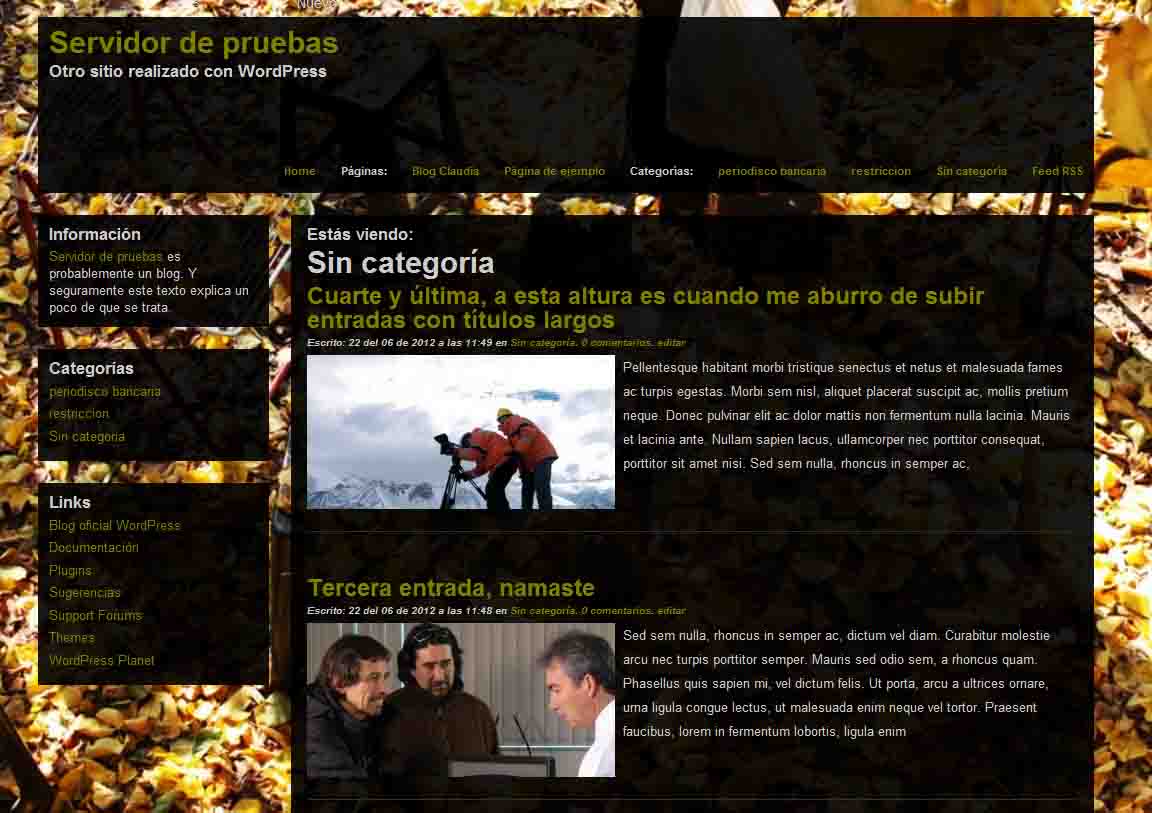 Nuevo
Servidor de pruebas
Otro sitio realizado con WordPress
Home Páginas: Blog Claudia Página de ejemplo Categorías: periodisco bancaria restriccion Sin categoría Feed RSS
Información
Servidor de pruebas es
probablemente un blog. Y
seguramente este texto explica un
poco de que se trata.
Categorías
periodisco bancaria
restriccion
Sin categoría
Links
Blog oficial WordPress
Documentación
Plugins
Sugerencias
Support Forums
Themes
WordPress Planet
Estás viendo:
Sin categoría
Cuarte y última, a esta altura es cuando me aburro de subir
entradas con títulos largos
Escrito: 22 del 06 de 2012 a las 11:49 en Sin categoría. 0 comentarios. editar
Pellentesque habitant morbi tristique senectus et netus et malesuada fames
ac turpis egestas. Morbi sem nisl, aliquet placerat suscipit ac, mollis pretium
neque. Donec pulvinar elit ac dolor mattis non fermentum nulla lacinia. Mauris
et lacinia ante. Nullam sapien lacus, ullamcorper nec porttitor consequat,
porttitor sit amet nisi. Sed sem nulla, rhoncus in semper ac,
Tercera entrada, namaste
Escrito: 22 del 06 de 2012 a las 11:48 en Sin categoría. 0 comentarios. editar
Sed sem nulla, rhoncus in semper ac, dictum vel diam. Curabitur molestie
arcu nec turpis porttitor semper. Mauris sed odio sem, a rhoncus quam.
Phasellus quis sapien mi, vel dictum felis. Ut porta, arcu a ultrices ornare,
urna ligula congue lectus, ut malesuada enim neque vel tortor. Praesent
faucibus, lorem in fermentum lobortis, ligula enim